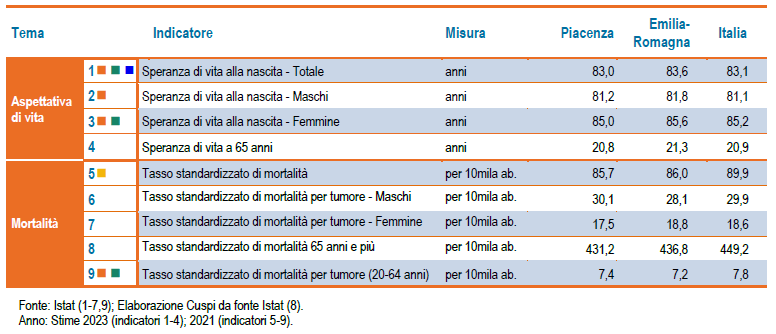 Tema Indicatore Misura Piacenza Emilia-Romagna Italia
Aspettativa di vita
1 Speranza di vita alla nascita - Totale anni 83,0 83,6 83,1
2 Speranza di vita alla nascita - Maschi anni 81,2 81,8 81,1
3 Speranza di vita alla nascita - Femmine anni 85,0 85,6 85,2
4 Speranza di vita a 65 anni anni 20,8 21,3 20,9
Mortalità
5 Tasso standardizzato di mortalità per 10mila ab. 85,7 86,0 89,9
6 Tasso standardizzato di mortalità per tumore - Maschi per 10mila ab. 30,1 28,1 29,9
7 Tasso standardizzato di mortalità per tumore - Femmine per 10mila ab. 17,5 18,8 18,6
8 Tasso standardizzato di mortalità 65 anni e più per 10mila ab. 431,2 436,8 449,2
9 Tasso standardizzato di mortalità per tumore (20-64 anni) per 10mila ab. 7,4 7,2 7,8
Fonte: Istat (1-7,9); Elaborazione Cuspi da fonte Istat (8).
Anno: Stime 2023 (indicatori 1-4); 2021 (indicatori 5-9).